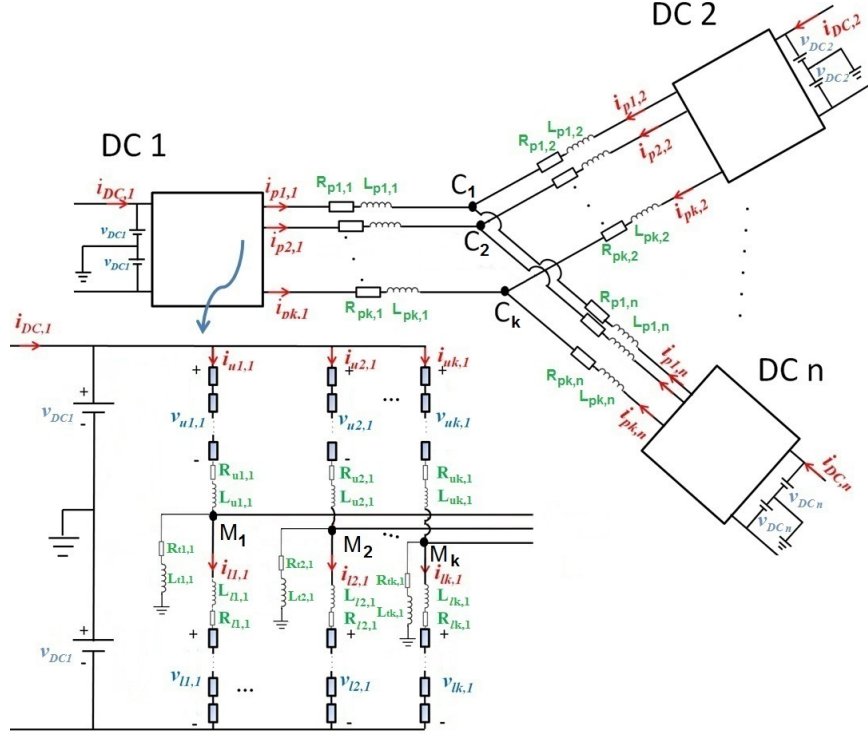 DC 2
i_DC,2
v_DC2
v_DC2
i_p1,2
L_p1,2
R_p1,2
i_p2,2
DC 1
i_DC,1
i_p1,1
R_p1,1
L_p1,1
C_1
v_DC1
i_p2,1
C_2
i_pk,2
v_DC1
L_pk,2
R_pk,2
R_pk,1
L_pk,1
i_pk,1
C_k
R_p1,n
L_p1,n
i_DC,1
i_u1,1
i_u2,1
i_uk,1
i_p1,n
R_pk,n
DC n
L_pk,n
+
+
+
+
v_DC1
-
v_u1,1
v_u2,1
...
v_uk,1
i_pk,n
i_DC,n
v_DCn
v_DCn
-
-
-
R_u1,1
R_u2,1
R_uk,1
L_u1,1
L_u2,1
L_uk,1
M_1
M_2
...
M_k
R_t1,1
R_t2,1
R_tk,1
i_l1,1
i_l2,1
i_lk,1
L_t1,1
L_t2,1
L_tk,1
L_l1,1
L_l2,1
L_lk,1
R_l1,1
R_l2,1
R_lk,1
+
+
+
+
v_DC1
-
v_l1,1
...
v_l2,1
v_lk,1
-
-
-